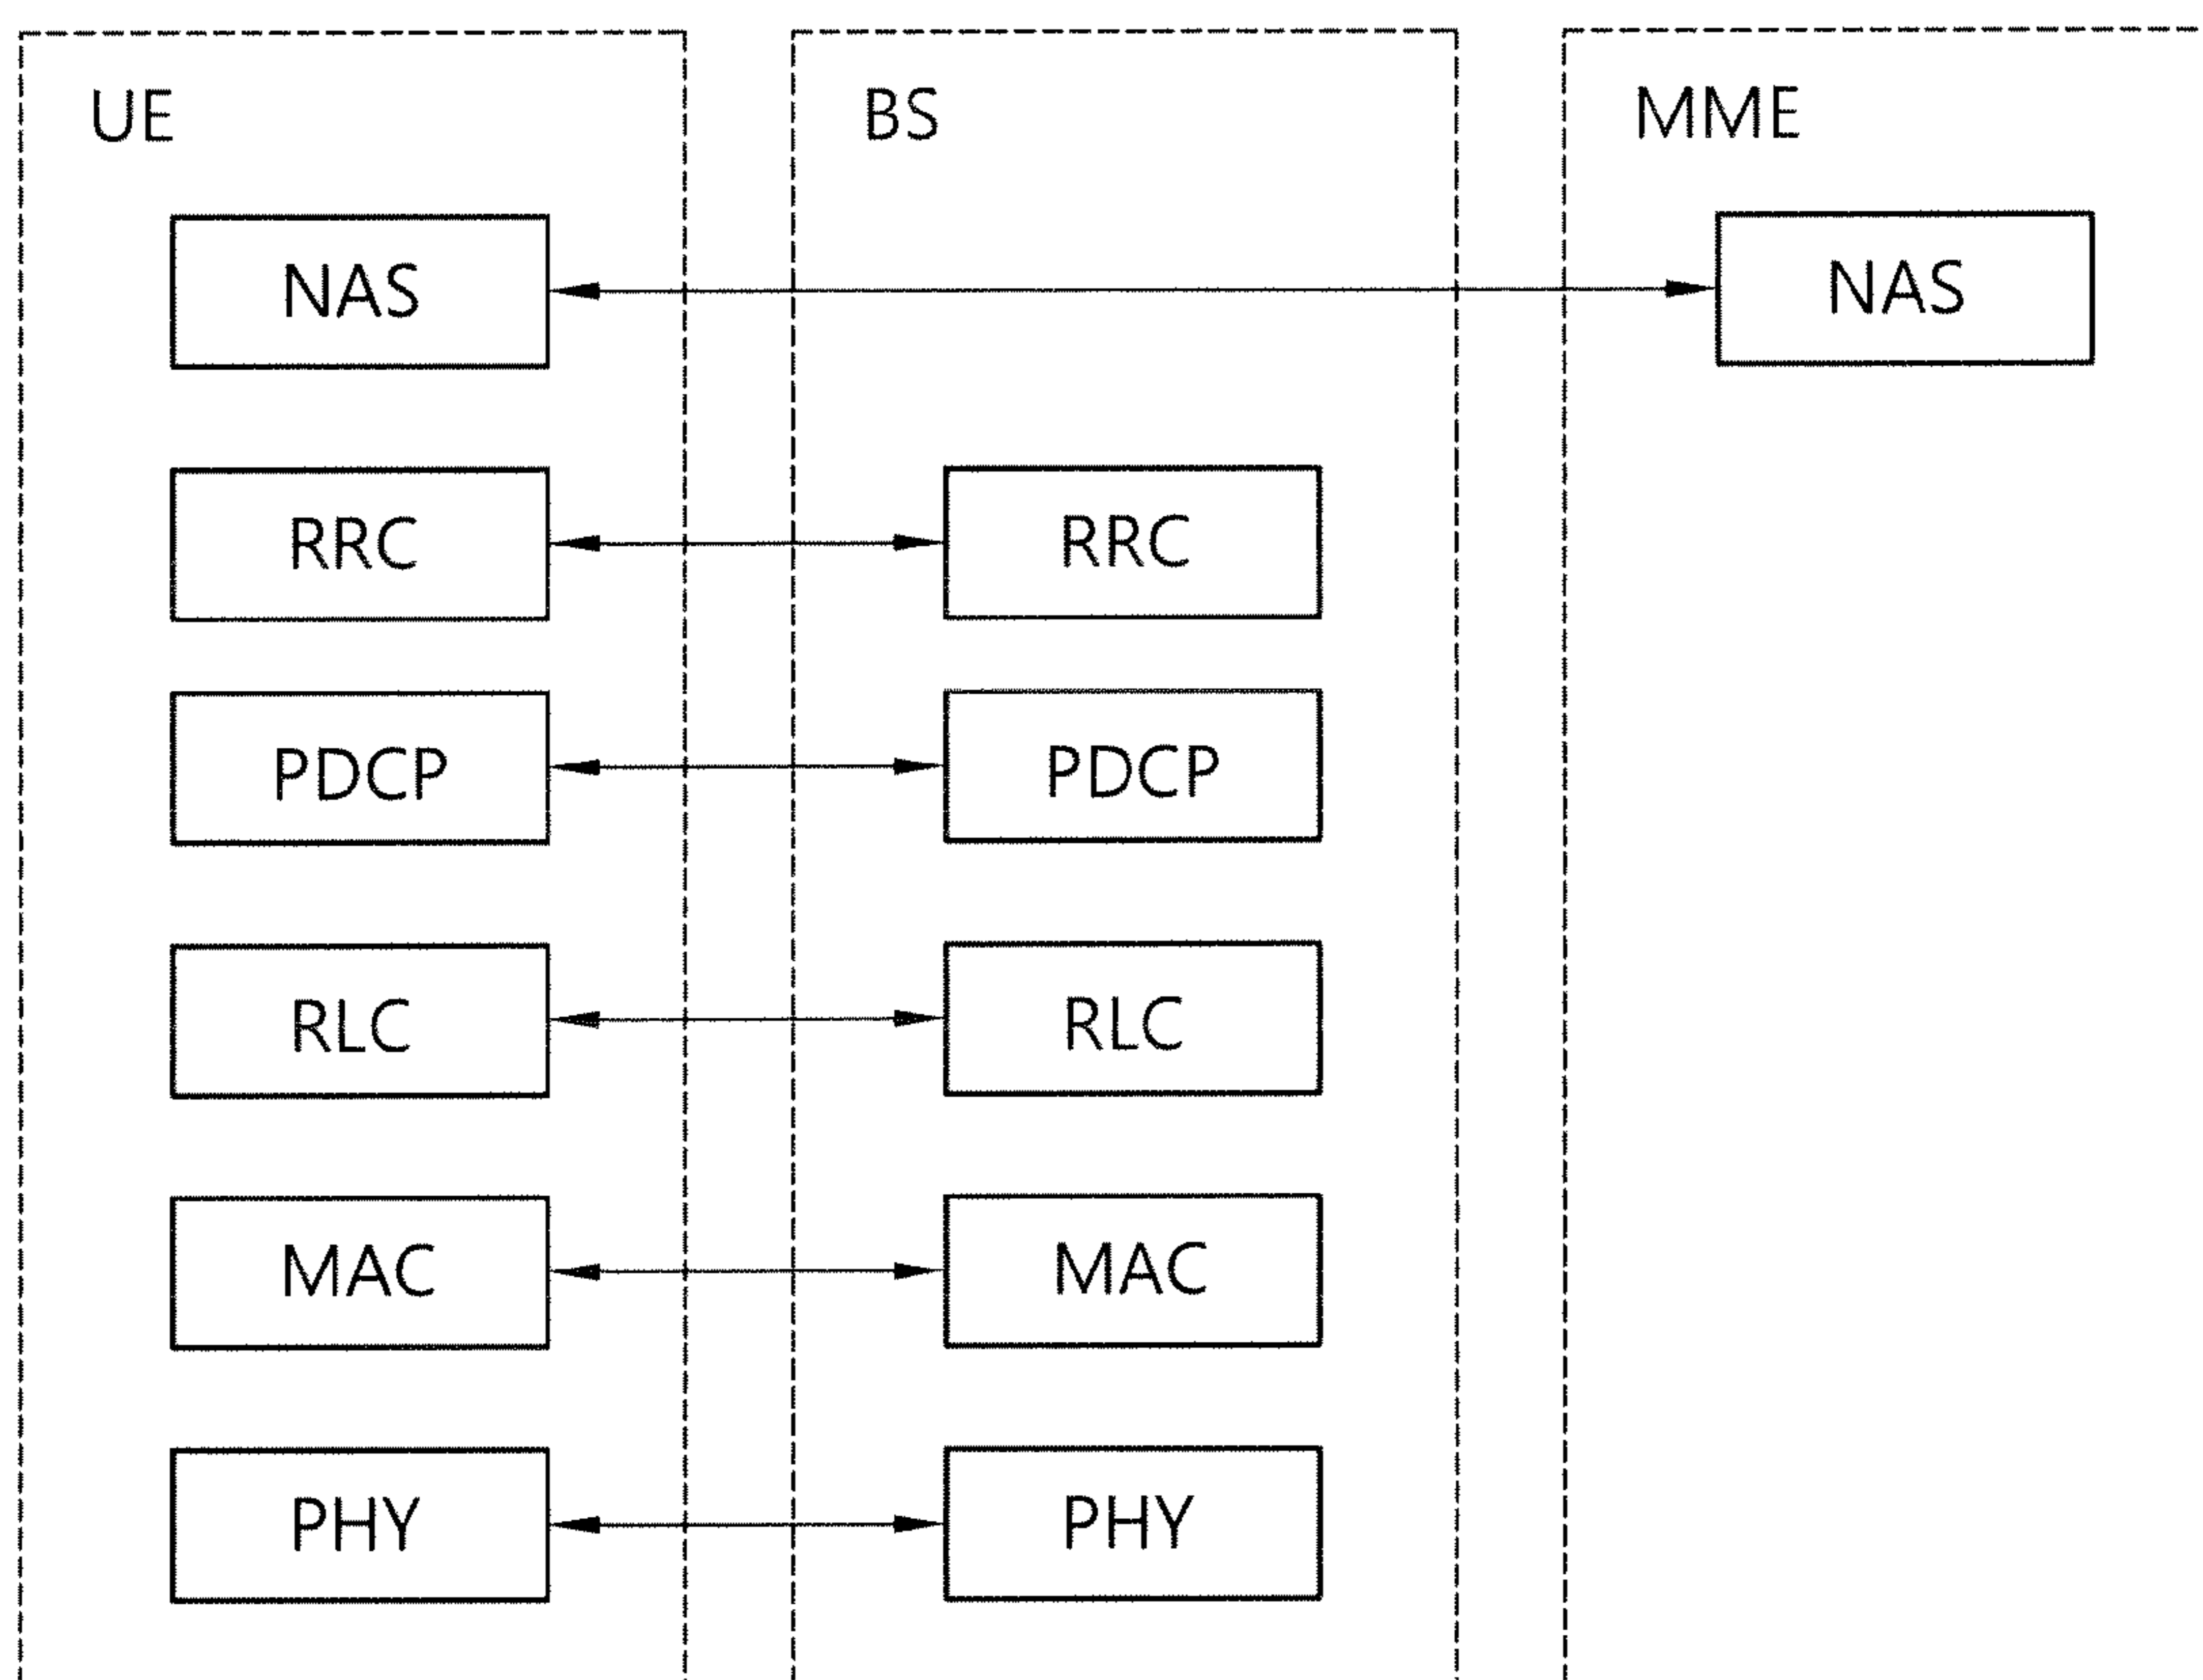 UE BS MME
NAS NAS
RRC RRC
PDCP PDCP
RLC RLC
MAC MAC
PHY PHY